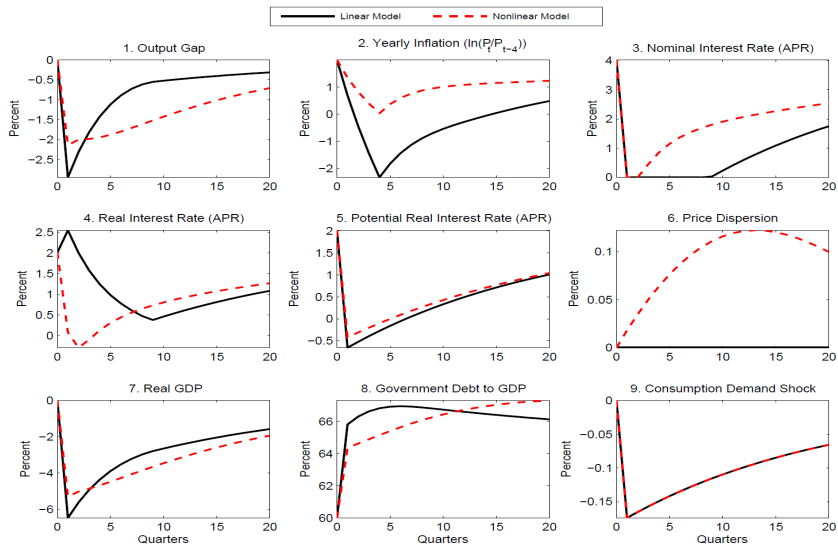 Linear Model Nonlinear Model
1. Output Gap
Percent
0
−0.5
−1
−1.5
−2
−2.5
0 5 10 15 20
2. Yearly Inflation (ln(P_t/P_{t−4}))
Percent
1
0
−1
−2
0 5 10 15 20
3. Nominal Interest Rate (APR)
Percent
4
3
2
1
0
0 5 10 15 20
4. Real Interest Rate (APR)
Percent
2.5
2
1.5
1
0.5
0
0 5 10 15 20
5. Potential Real Interest Rate (APR)
Percent
2
1.5
1
0.5
0
−0.5
0 5 10 15 20
6. Price Dispersion
Percent
0.1
0.05
0
0 5 10 15 20
7. Real GDP
Percent
0
−2
−4
−6
0 5 10 15 20
Quarters
8. Government Debt to GDP
Percent
66
64
62
60
0 5 10 15 20
Quarters
9. Consumption Demand Shock
Percent
0
−0.05
−0.1
−0.15
0 5 10 15 20
Quarters